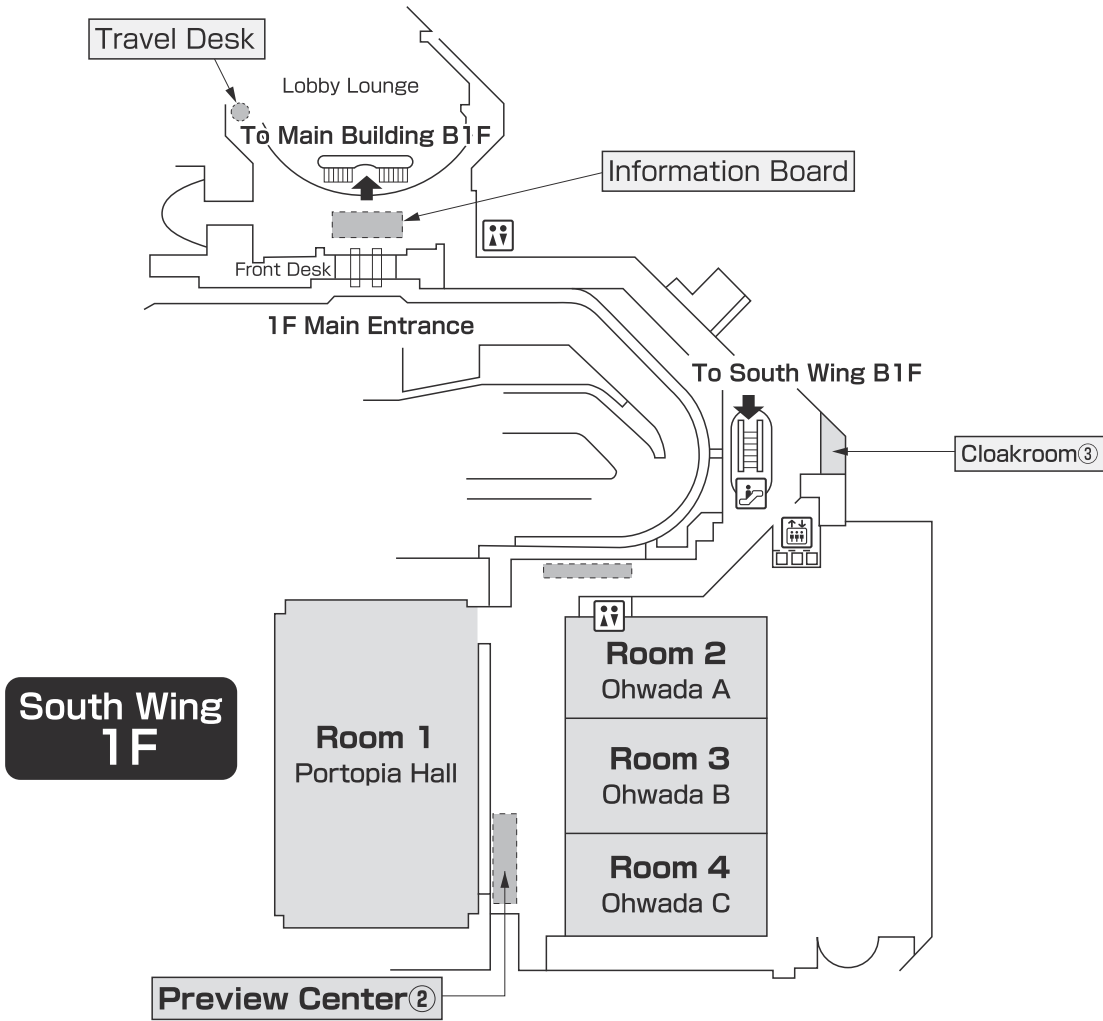 Travel Desk
Lobby Lounge
To Main Building B1F
Information Board
Front Desk
1F Main Entrance
To South Wing B1F
Cloakroom③
Room 2
Ohwada A
South Wing
1F
Room 1
Portopia Hall
Room 3
Ohwada B
Room 4
Ohwada C
Preview Center②